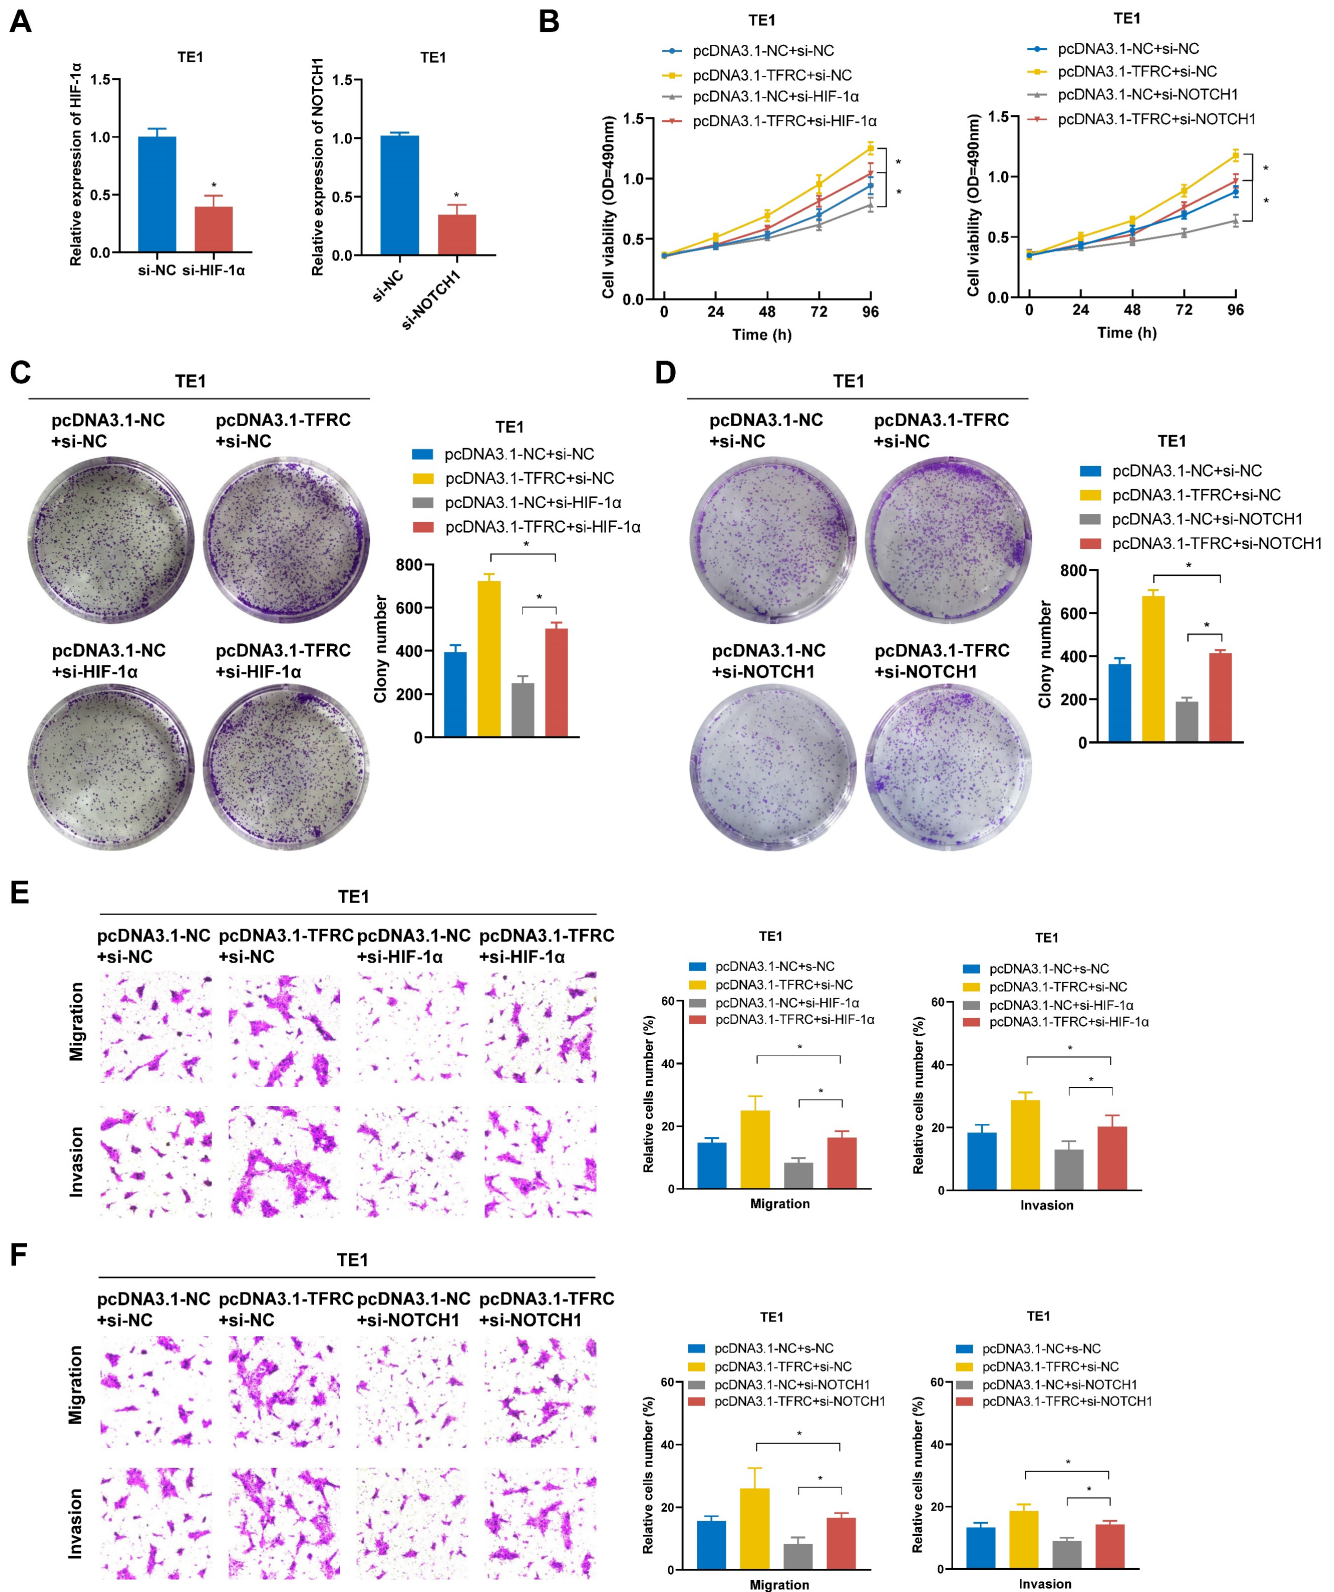 A
TE1
Relative expression of HIF-1α
1.5
1.0
0.5
0.0
*
si-NC
si-HIF-1α
TE1
Relative expression of NOTCH1
1.5
1.0
0.5
0.0
*
si-NC
si-NOTCH1
B
TE1
pcDNA3.1-NC+si-NC
pcDNA3.1-TFRC+si-NC
pcDNA3.1-NC+si-HIF-1α
pcDNA3.1-TFRC+si-HIF-1α
Cell viability (OD=490nm)
1.5
1.0
0.5
0.0
*
*
0 24 48 72 96
Time (h)
TE1
pcDNA3.1-NC+si-NC
pcDNA3.1-TFRC+si-NC
pcDNA3.1-NC+si-NOTCH1
pcDNA3.1-TFRC+si-NOTCH1
Cell viability (OD=490nm)
1.5
1.0
0.5
0.0
*
*
0 24 48 72 96
Time (h)
C
TE1
pcDNA3.1-NC
+si-NC
pcDNA3.1-TFRC
+si-NC
pcDNA3.1-NC
+si-HIF-1α
pcDNA3.1-TFRC
+si-HIF-1α
TE1
pcDNA3.1-NC+si-NC
pcDNA3.1-TFRC+si-NC
pcDNA3.1-NC+si-HIF-1α
pcDNA3.1-TFRC+si-HIF-1α
Clony number
800
600
400
200
0
*
*
D
TE1
pcDNA3.1-NC
+si-NC
pcDNA3.1-TFRC
+si-NC
pcDNA3.1-NC
+si-NOTCH1
pcDNA3.1-TFRC
+si-NOTCH1
TE1
pcDNA3.1-NC+si-NC
pcDNA3.1-TFRC+si-NC
pcDNA3.1-NC+si-NOTCH1
pcDNA3.1-TFRC+si-NOTCH1
Clony number
800
600
400
200
0
*
*
E
TE1
pcDNA3.1-NC
+si-NC
pcDNA3.1-TFRC
+si-NC
pcDNA3.1-NC
+si-HIF-1α
pcDNA3.1-TFRC
+si-HIF-1α
Migration
Invasion
TE1
pcDNA3.1-NC+s-NC
pcDNA3.1-TFRC+si-NC
pcDNA3.1-NC+si-HIF-1α
pcDNA3.1-TFRC+si-HIF-1α
Relative cells number (%)
60
40
20
0
*
*
Migration
TE1
pcDNA3.1-NC+s-NC
pcDNA3.1-TFRC+si-NC
pcDNA3.1-NC+si-HIF-1α
pcDNA3.1-TFRC+si-HIF-1α
Relative cells number (%)
60
40
20
0
*
*
Invasion
F
TE1
pcDNA3.1-NC
+si-NC
pcDNA3.1-TFRC
+si-NC
pcDNA3.1-NC
+si-NOTCH1
pcDNA3.1-TFRC
+si-NOTCH1
Migration
Invasion
TE1
pcDNA3.1-NC+s-NC
pcDNA3.1-TFRC+si-NC
pcDNA3.1-NC+si-NOTCH1
pcDNA3.1-TFRC+si-NOTCH1
Relative cells number (%)
60
40
20
0
*
*
Migration
TE1
pcDNA3.1-NC+s-NC
pcDNA3.1-TFRC+si-NC
pcDNA3.1-NC+si-NOTCH1
pcDNA3.1-TFRC+si-NOTCH1
Relative cells number (%)
60
40
20
0
*
*
Invasion